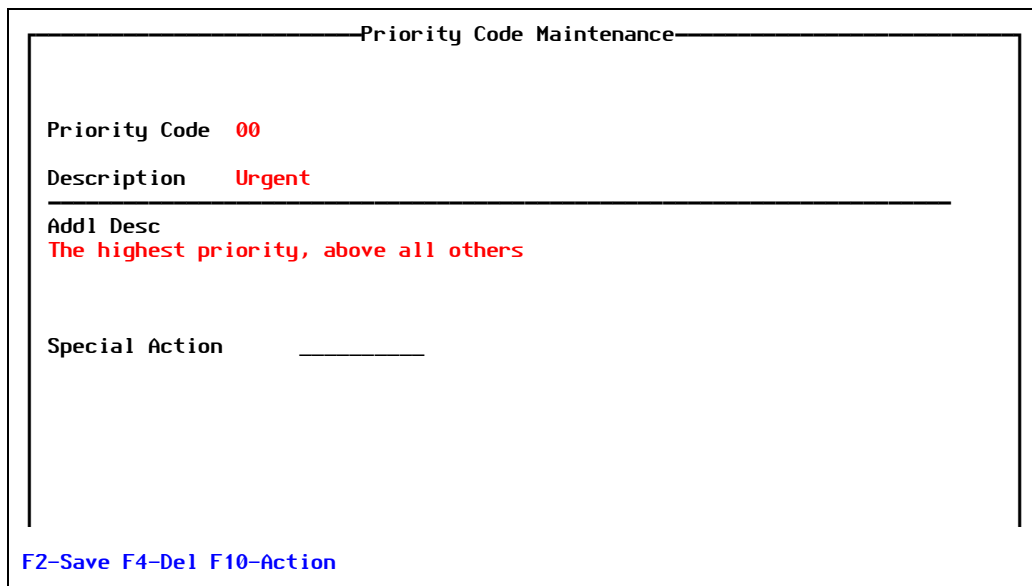 Priority Code Maintenance
Priority Code 00
Description Urgent
Addl Desc
The highest priority, above all others
Special Action __________
F2-Save F4-Del F10-Action